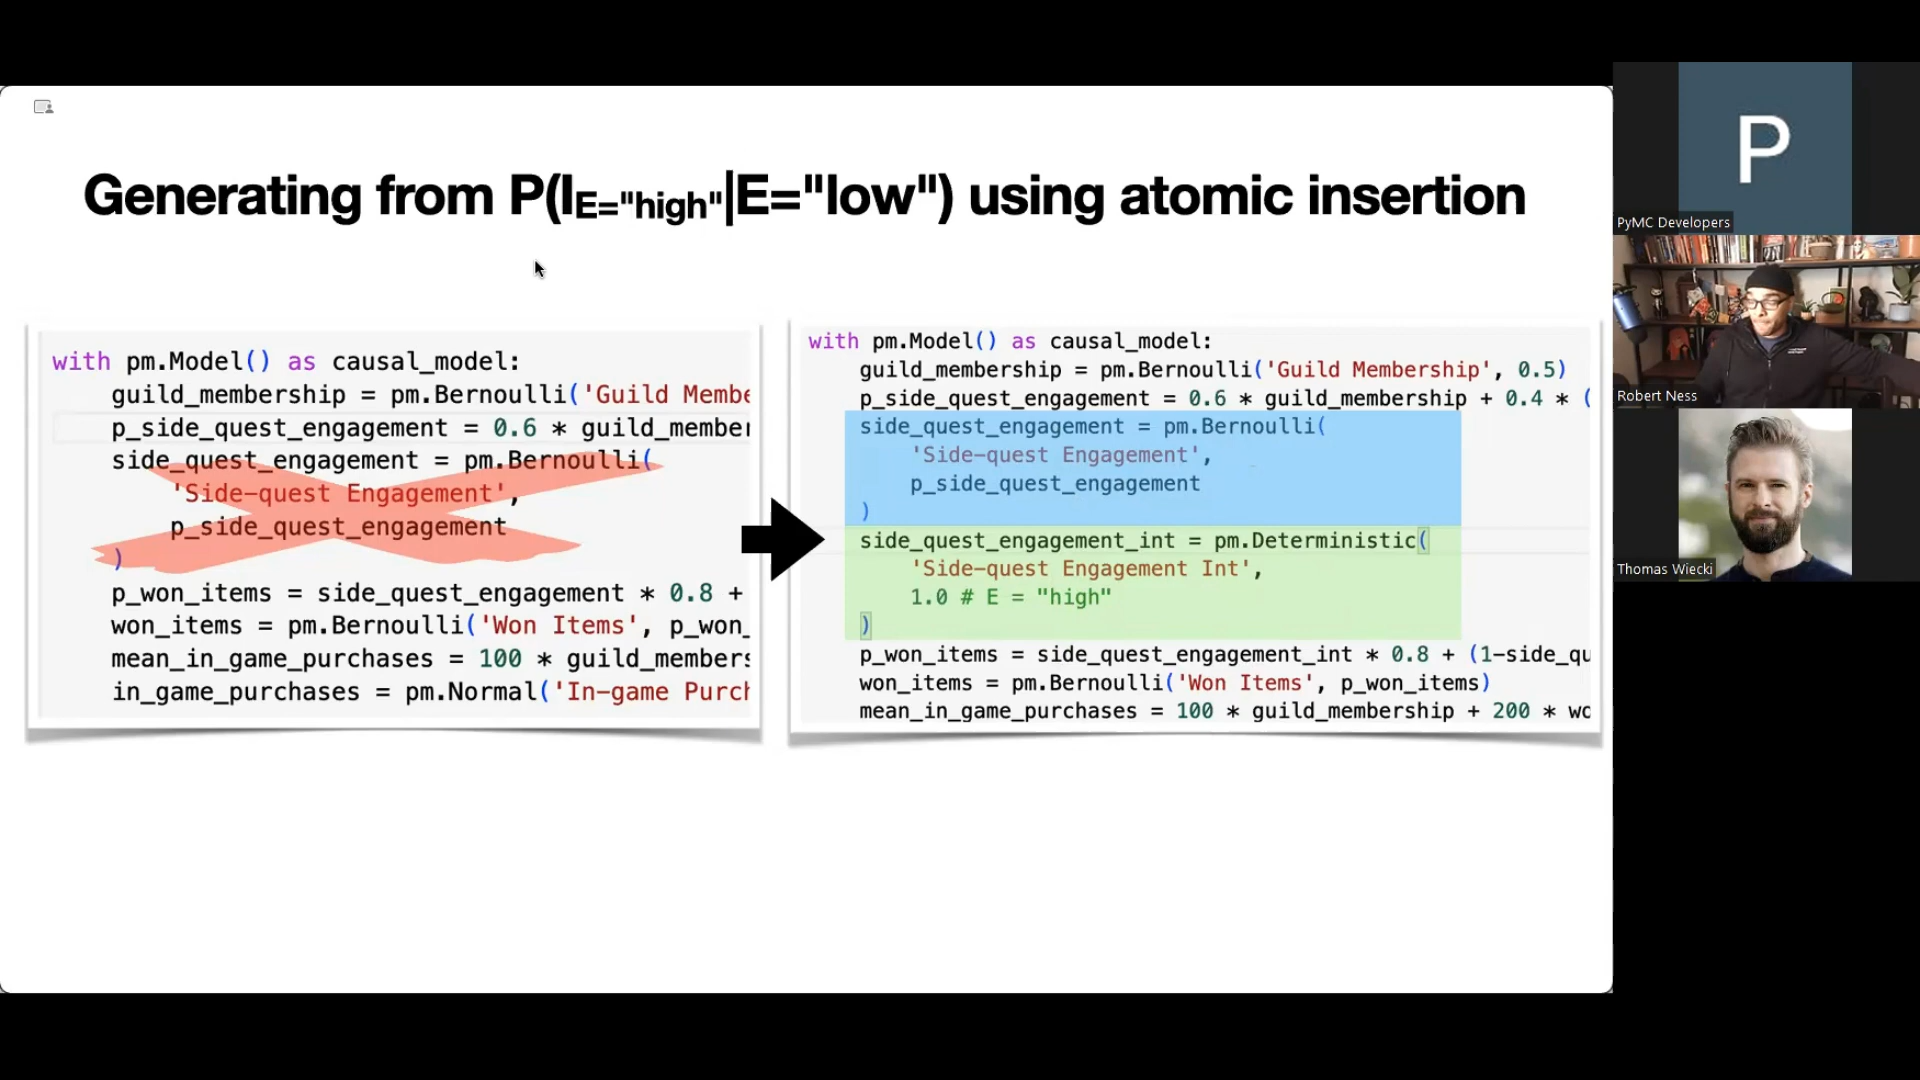 Generating from P(I_E="high"|E="low") using atomic insertion
with pm.Model() as causal_model:
guild_membership = pm.Bernoulli('Guild Membe
p_side_quest_engagement = 0.6 * guild_member
side_quest_engagement = pm.Bernoulli(
'Side-quest Engagement',
p_side_quest_engagement
)
p_won_items = side_quest_engagement * 0.8 +
won_items = pm.Bernoulli('Won Items', p_won_
mean_in_game_purchases = 100 * guild_members
in_game_purchases = pm.Normal('In-game Purch
with pm.Model() as causal_model:
guild_membership = pm.Bernoulli('Guild Membership', 0.5)
p_side_quest_engagement = 0.6 * guild_membership + 0.4 * (
side_quest_engagement = pm.Bernoulli(
'Side-quest Engagement',
p_side_quest_engagement
)
side_quest_engagement_int = pm.Deterministic(
'Side-quest Engagement Int',
1.0 # E = "high"
)
p_won_items = side_quest_engagement_int * 0.8 + (1-side_qu
won_items = pm.Bernoulli('Won Items', p_won_items)
mean_in_game_purchases = 100 * guild_membership + 200 * wo
P
PyMC Developers
Robert Ness
Thomas Wiecki